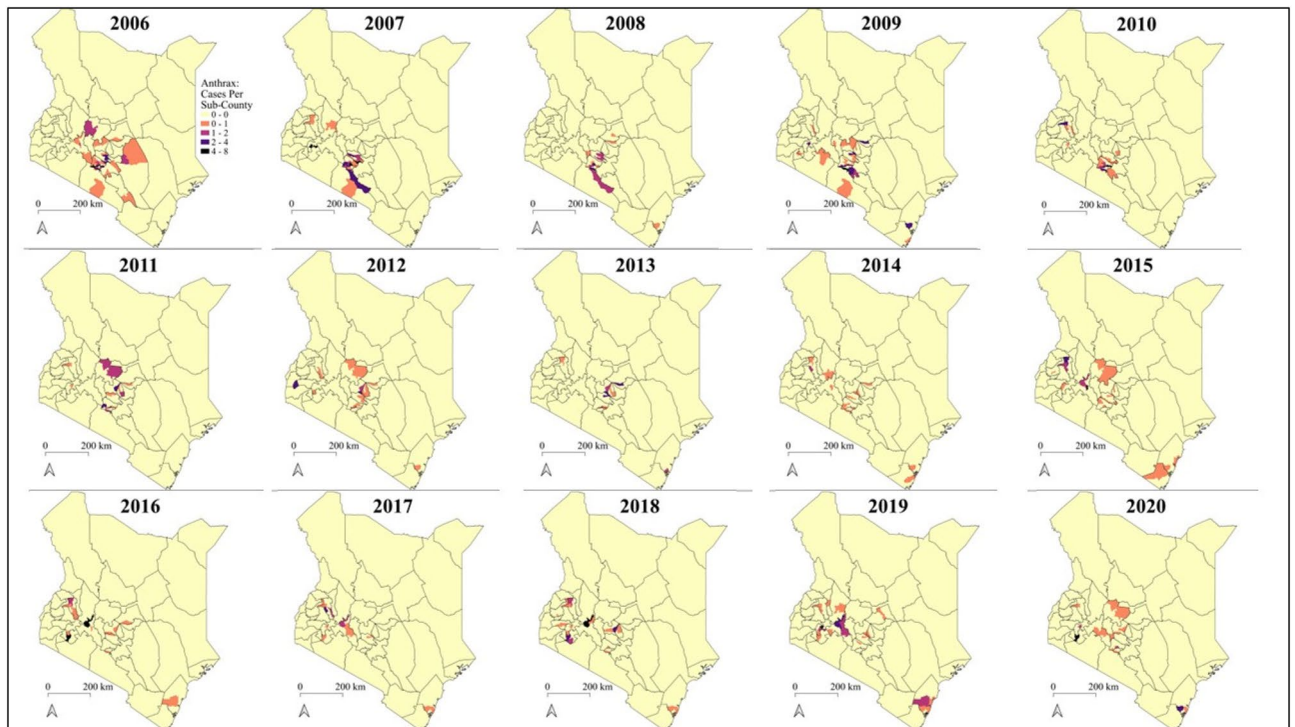 2006
2007
2008
2009
2010
Anthrax:
Cases Per
Sub-County
0 - 0
0 - 1
1 - 2
2 - 4
4 - 8
0 200 km
0 200 km
0 200 km
0 200 km
0 200 km
2011
2012
2013
2014
2015
0 200 km
0 200 km
0 200 km
0 200 km
0 200 km
2016
2017
2018
2019
2020
0 200 km
0 200 km
0 200 km
0 200 km
0 200 km